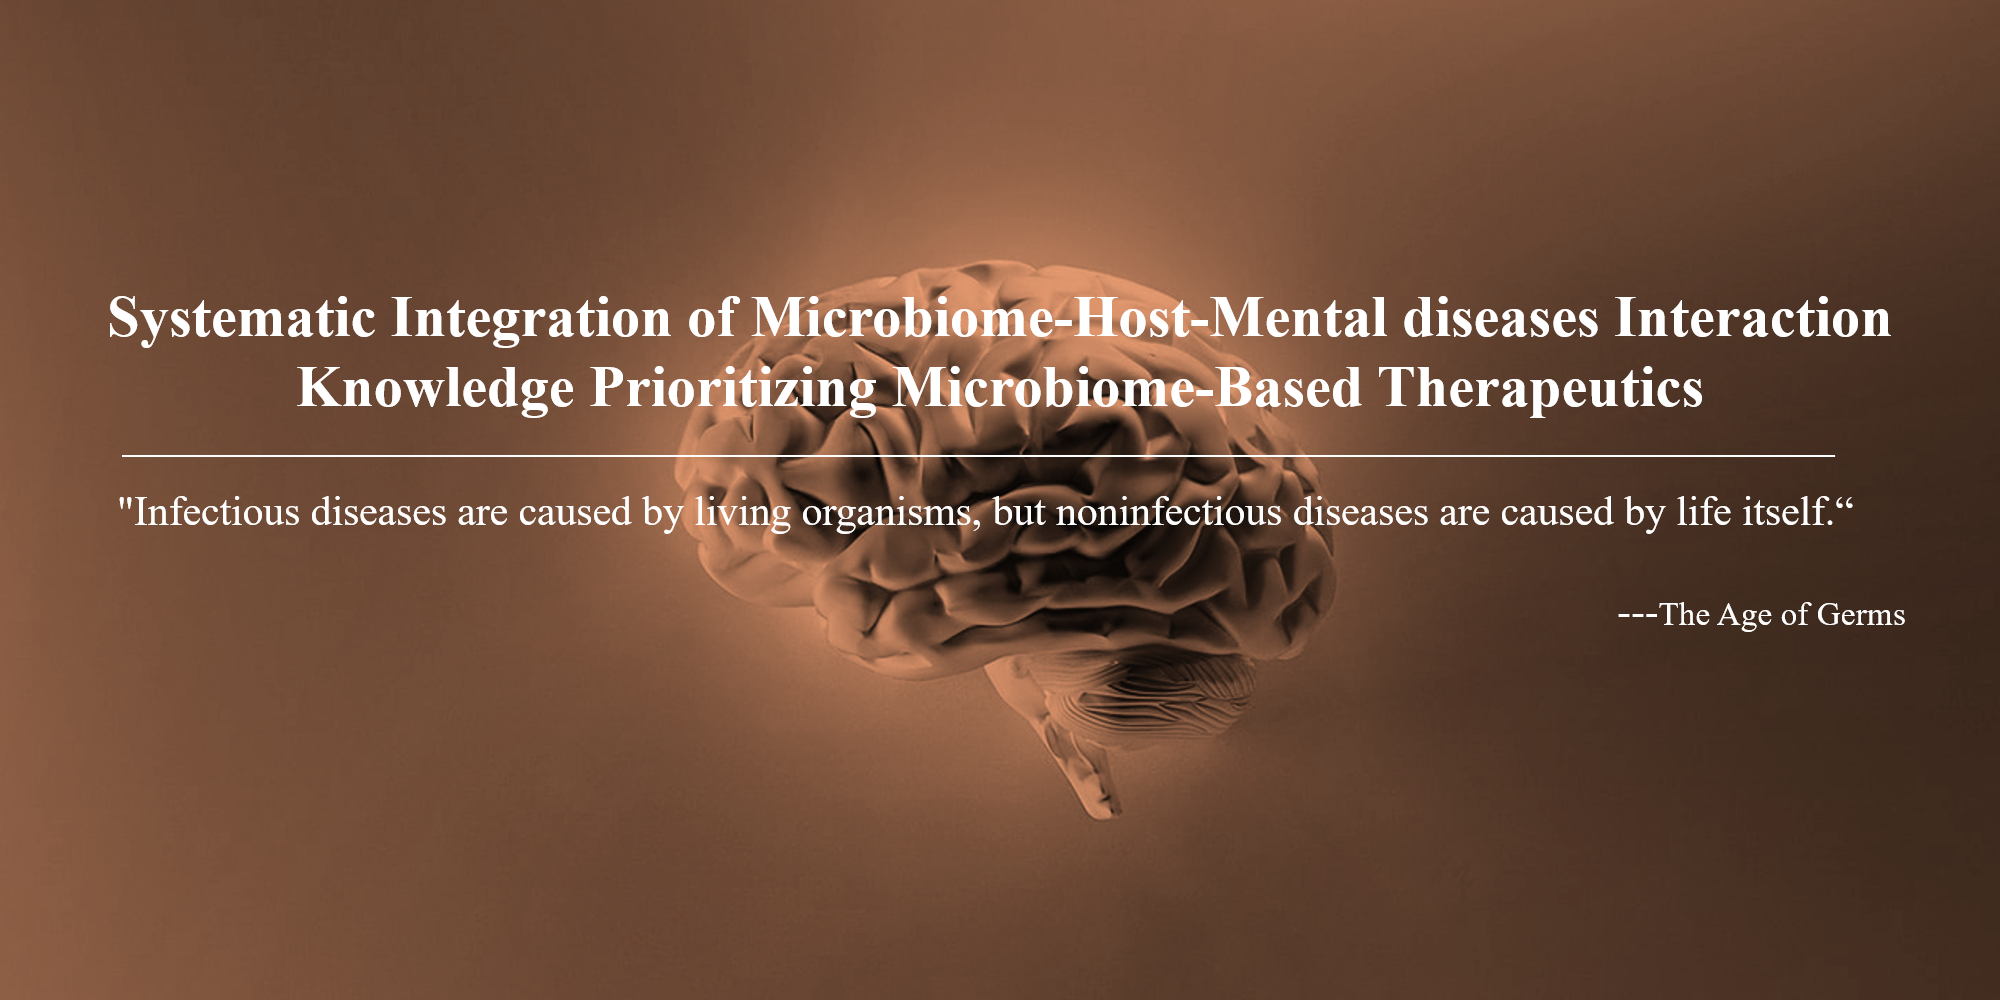 Systematic Integration of Microbiome-Host-Mental diseases Interaction
Knowledge Prioritizing Microbiome-Based Therapeutics
"Infectious diseases are caused by living organisms, but noninfectious diseases are caused by life itself.“
---The Age of Germs